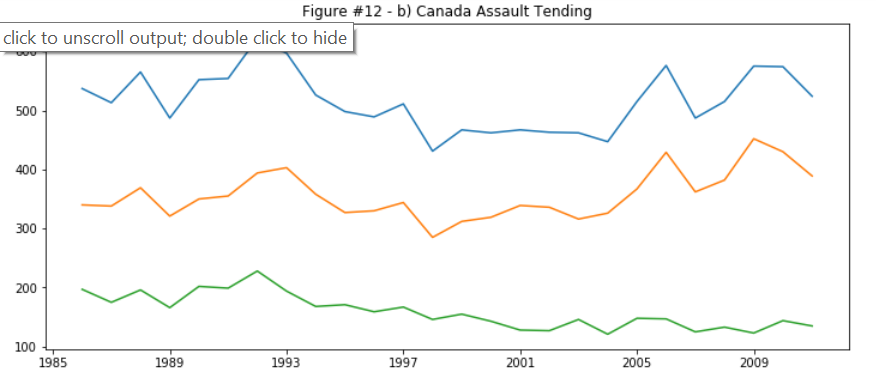 Figure #12 - b) Canada Assault Tending
click to unscroll output; double click to hide
600
500
400
300
200
100
1985 1989 1993 1997 2001 2005 2009